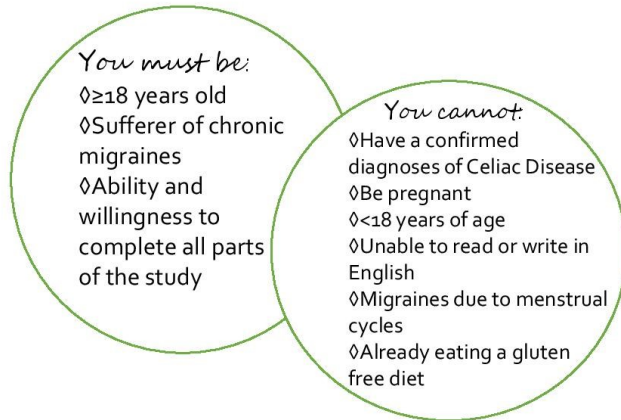 You must be:
◊≥18 years old
◊Sufferer of chronic
migraines
◊Ability and
willingness to
complete all parts
of the study
You cannot:
◊Have a confirmed
diagnoses of Celiac Disease
◊Be pregnant
◊<18 years of age
◊Unable to read or write in
English
◊Migraines due to menstrual
cycles
◊Already eating a gluten
free diet